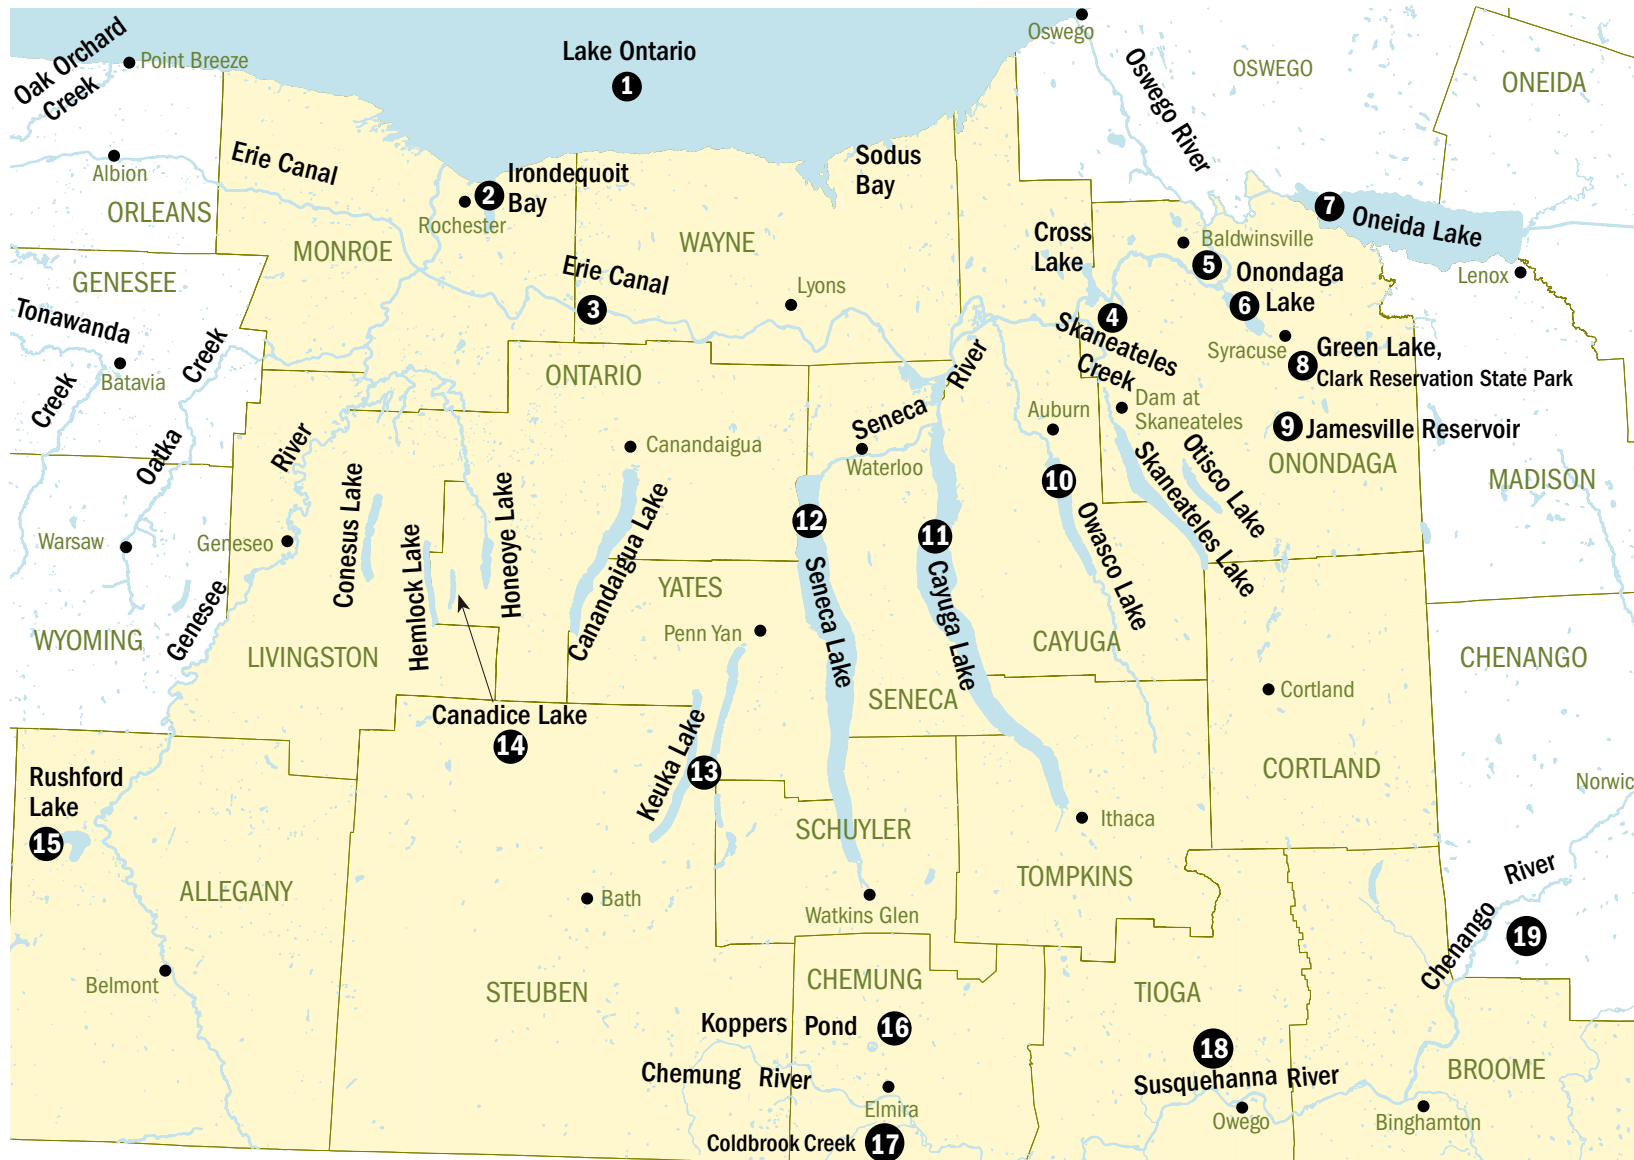 Oak Orchard
Creek
Point Breeze
Lake Ontario
1
Oswego
Oswego River
OSWEGO
ONEIDA
Albion
Erie Canal
ORLEANS
Irondequoit
Bay
2
Rochester
Sodus
Bay
MONROE
WAYNE
7
Oneida Lake
Cross
Lake
Baldwinsville
5
Onondaga
Lake
6
Lenox
GENESEE
Erie Canal
3
Lyons
4
Skaneateles
Creek
Syracuse
Green Lake,
8
Clark Reservation State Park
Tonawanda
Creek
Batavia
Oatka
Creek
ONTARIO
Seneca
River
Dam at
Skaneateles
Auburn
9
Jamesville Reservoir
ONONDAGA
MADISON
Genesee
River
Canandaigua
Waterloo
Otisco Lake
Skaneateles Lake
Warsaw
Geneseo
Conesus Lake
Hemlock Lake
Honeoye Lake
Canandaigua Lake
12
Seneca Lake
11
Cayuga Lake
10
Owasco Lake
YATES
Penn Yan
WYOMING
LIVINGSTON
CAYUGA
CHENANGO
SENECA
Cortland
Canadice Lake
14
Keuka Lake
13
Rushford
Lake
15
CORTLAND
Norwic
SCHUYLER
Ithaca
ALLEGANY
TOMPKINS
Bath
Watkins Glen
Chenango
River
19
Belmont
STEUBEN
CHEMUNG
TIOGA
Koppers Pond
16
Chemung River
18
Susquehanna River
BROOME
Elmira
Owego
Binghamton
Coldbrook Creek
17